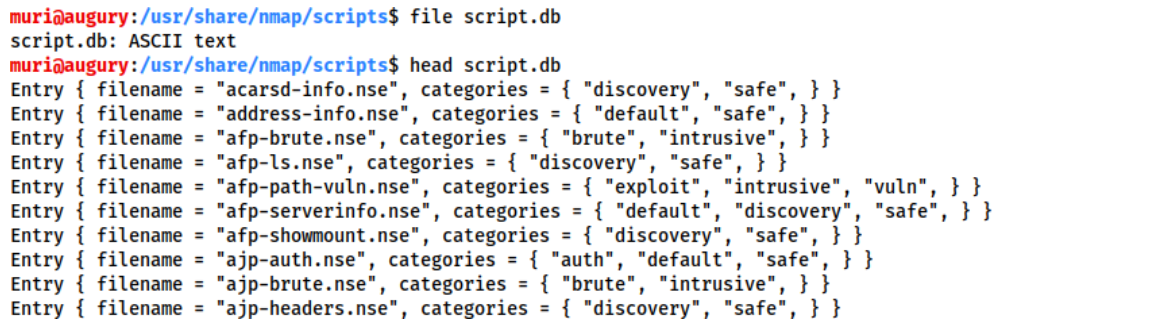 muri@augury:/usr/share/nmap/scripts$ file script.db
script.db: ASCII text
muri@augury:/usr/share/nmap/scripts$ head script.db
Entry { filename = "acarsd-info.nse", categories = { "discovery", "safe", } }
Entry { filename = "address-info.nse", categories = { "default", "safe", } }
Entry { filename = "afp-brute.nse", categories = { "brute", "intrusive", } }
Entry { filename = "afp-ls.nse", categories = { "discovery", "safe", } }
Entry { filename = "afp-path-vuln.nse", categories = { "exploit", "intrusive", "vuln", } }
Entry { filename = "afp-serverinfo.nse", categories = { "default", "discovery", "safe", } }
Entry { filename = "afp-showmount.nse", categories = { "discovery", "safe", } }
Entry { filename = "ajp-auth.nse", categories = { "auth", "default", "safe", } }
Entry { filename = "ajp-brute.nse", categories = { "brute", "intrusive", } }
Entry { filename = "ajp-headers.nse", categories = { "discovery", "safe", } }